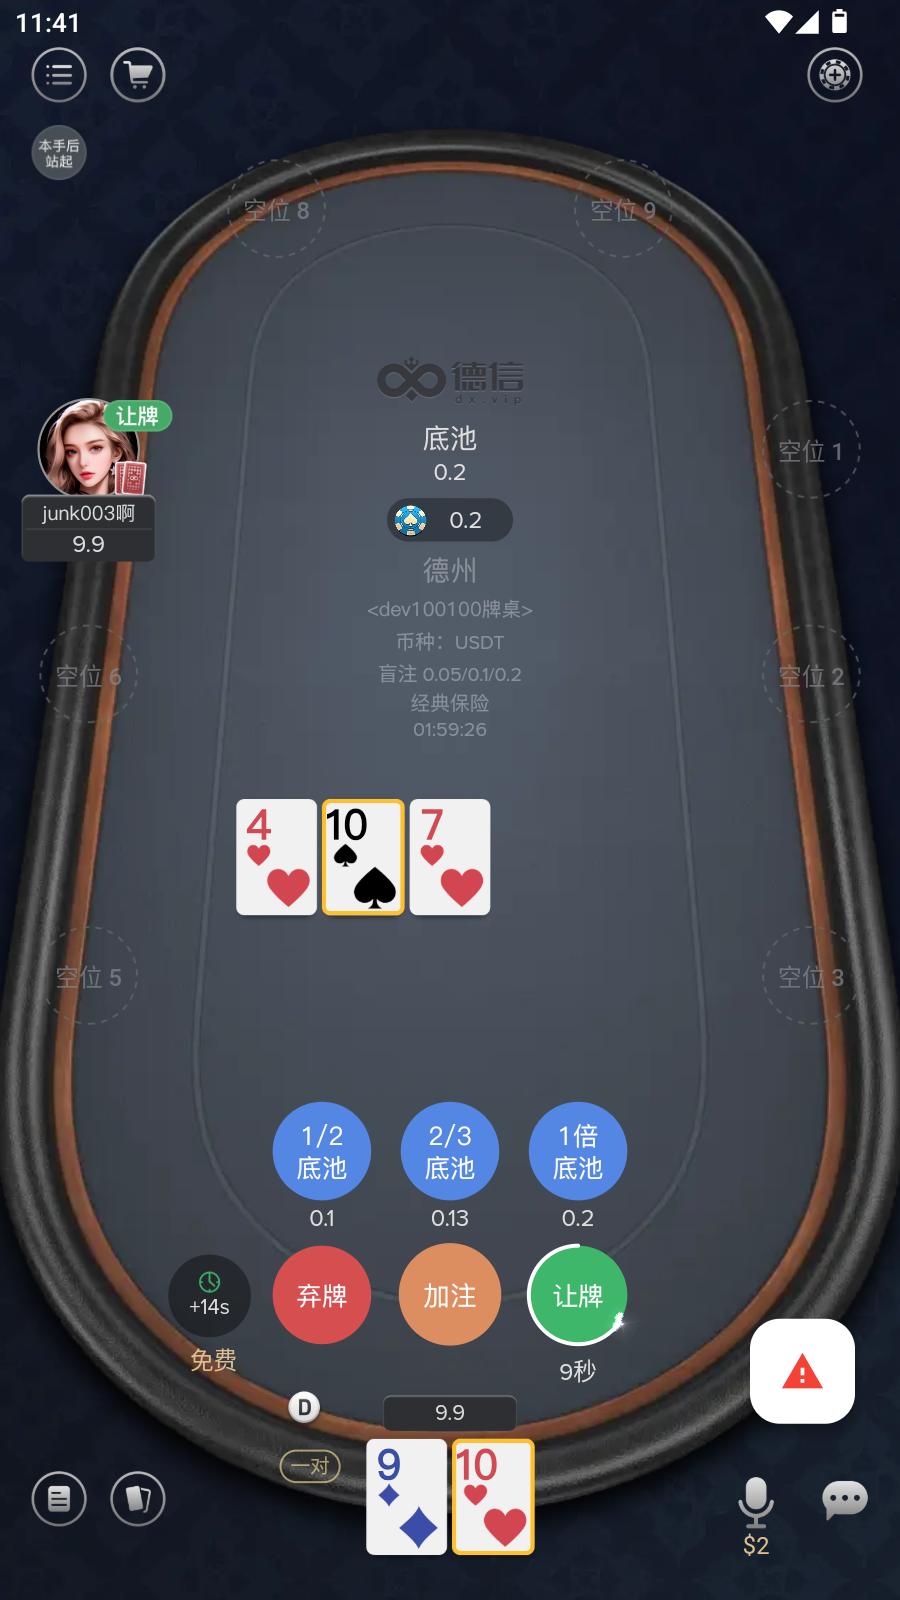 11:41
本手后
站起
空位 8
空位 9
德信
dx.vip
让牌
底池
0.2
空位 1
junk003啊
9.9
0.2
德州
<dev100100牌桌>
币种：USDT
空位 6
盲注 0.05/0.1/0.2
空位 2
经典保险
01:59:26
4
10
7
空位 5
空位 3
1/2
底池
2/3
底池
1倍
底池
0.1
0.13
0.2
+14s
弃牌
加注
让牌
免费
9秒
D
9.9
一对
9
10
$2